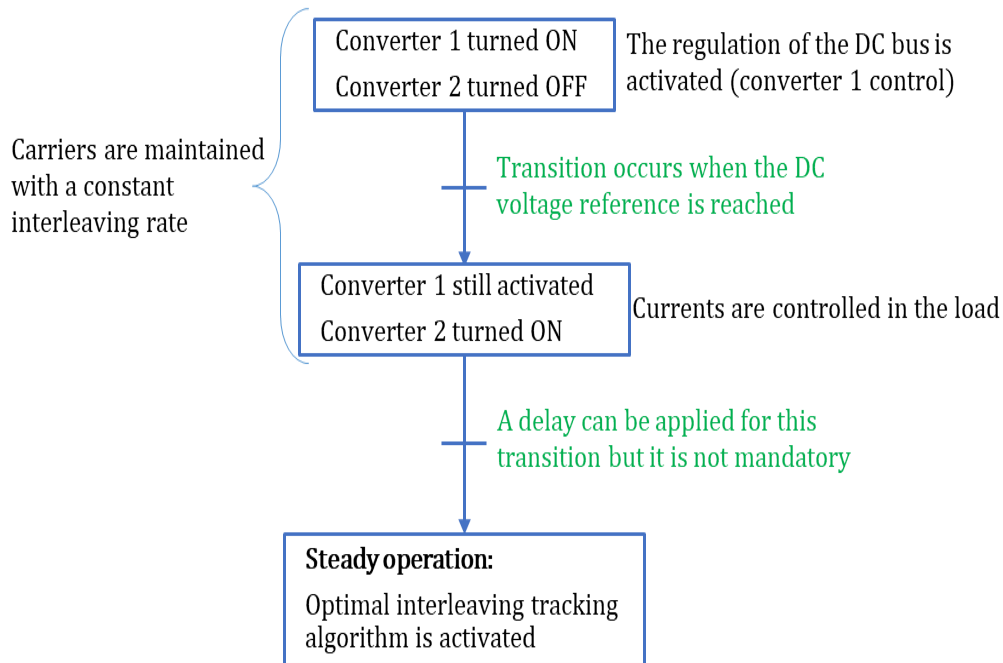 Converter 1 turned ON
Converter 2 turned OFF
The regulation of the DC bus is
activated (converter 1 control)
Carriers are maintained
with a constant
interleaving rate
Transition occurs when the DC
voltage reference is reached
Converter 1 still activated
Converter 2 turned ON
Currents are controlled in the load
A delay can be applied for this
transition but it is not mandatory
Steady operation:
Optimal interleaving tracking
algorithm is activated